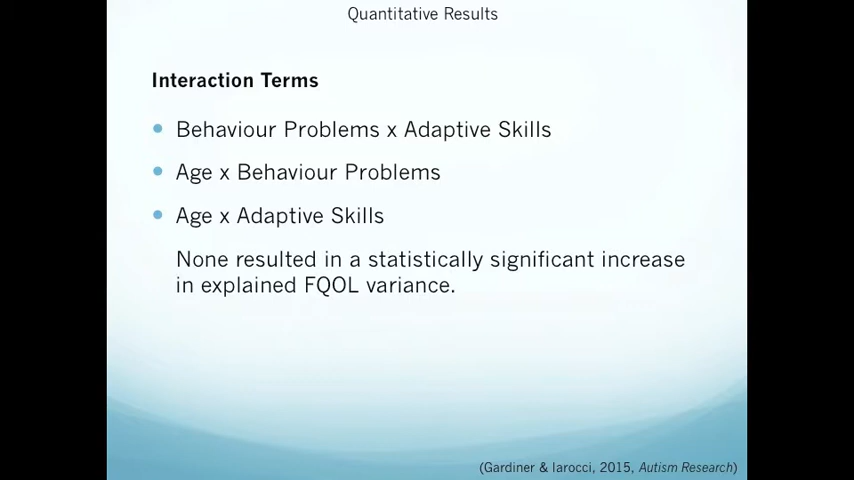 Quantitative Results
Interaction Terms
Behaviour Problems x Adaptive Skills
Age x Behaviour Problems
Age x Adaptive Skills
None resulted in a statistically significant increase
in explained FQOL variance.
(Gardiner & Iarocci, 2015, Autism Research)